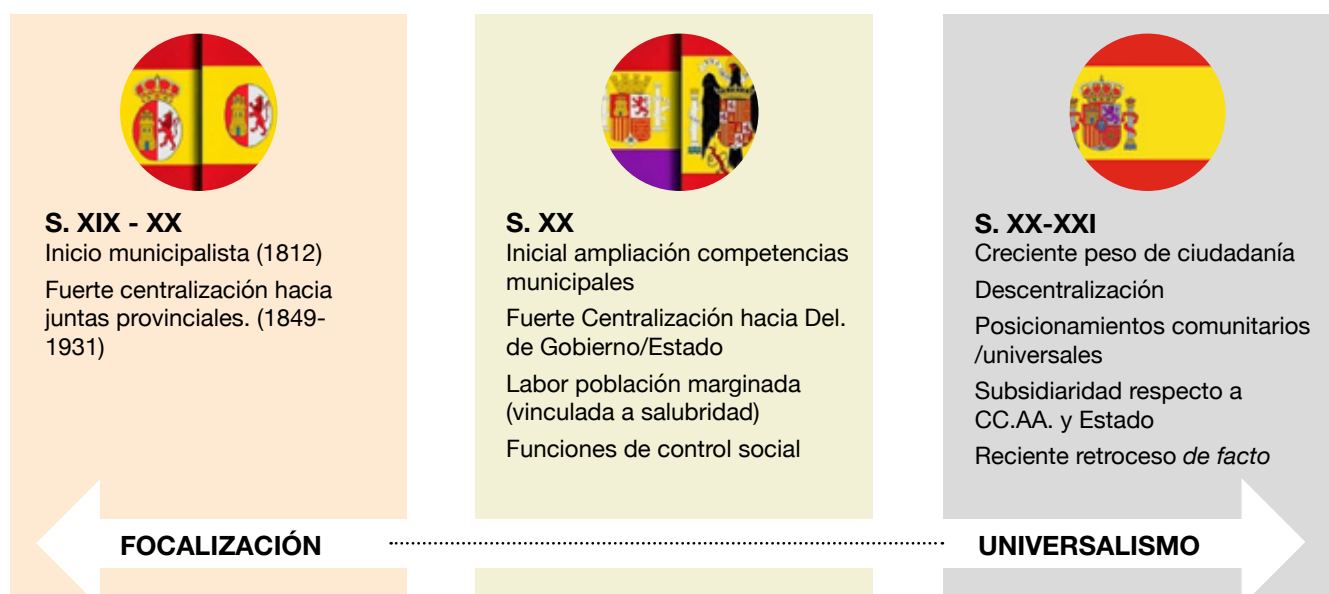 S. XIX - XX
Inicio municipalista (1812)
Fuerte centralización hacia
juntas provinciales. (1849-
1931)
S. XX
Inicial ampliación competencias
municipales
Fuerte Centralización hacia Del.
de Gobierno/Estado
Labor población marginada
(vinculada a salubridad)
Funciones de control social
S. XX-XXI
Creciente peso de ciudadanía
Descentralización
Posicionamientos comunitarios
/universales
Subsidiaridad respecto a
CC.AA. y Estado
Reciente retroceso de facto
FOCALIZACIÓN
UNIVERSALISMO